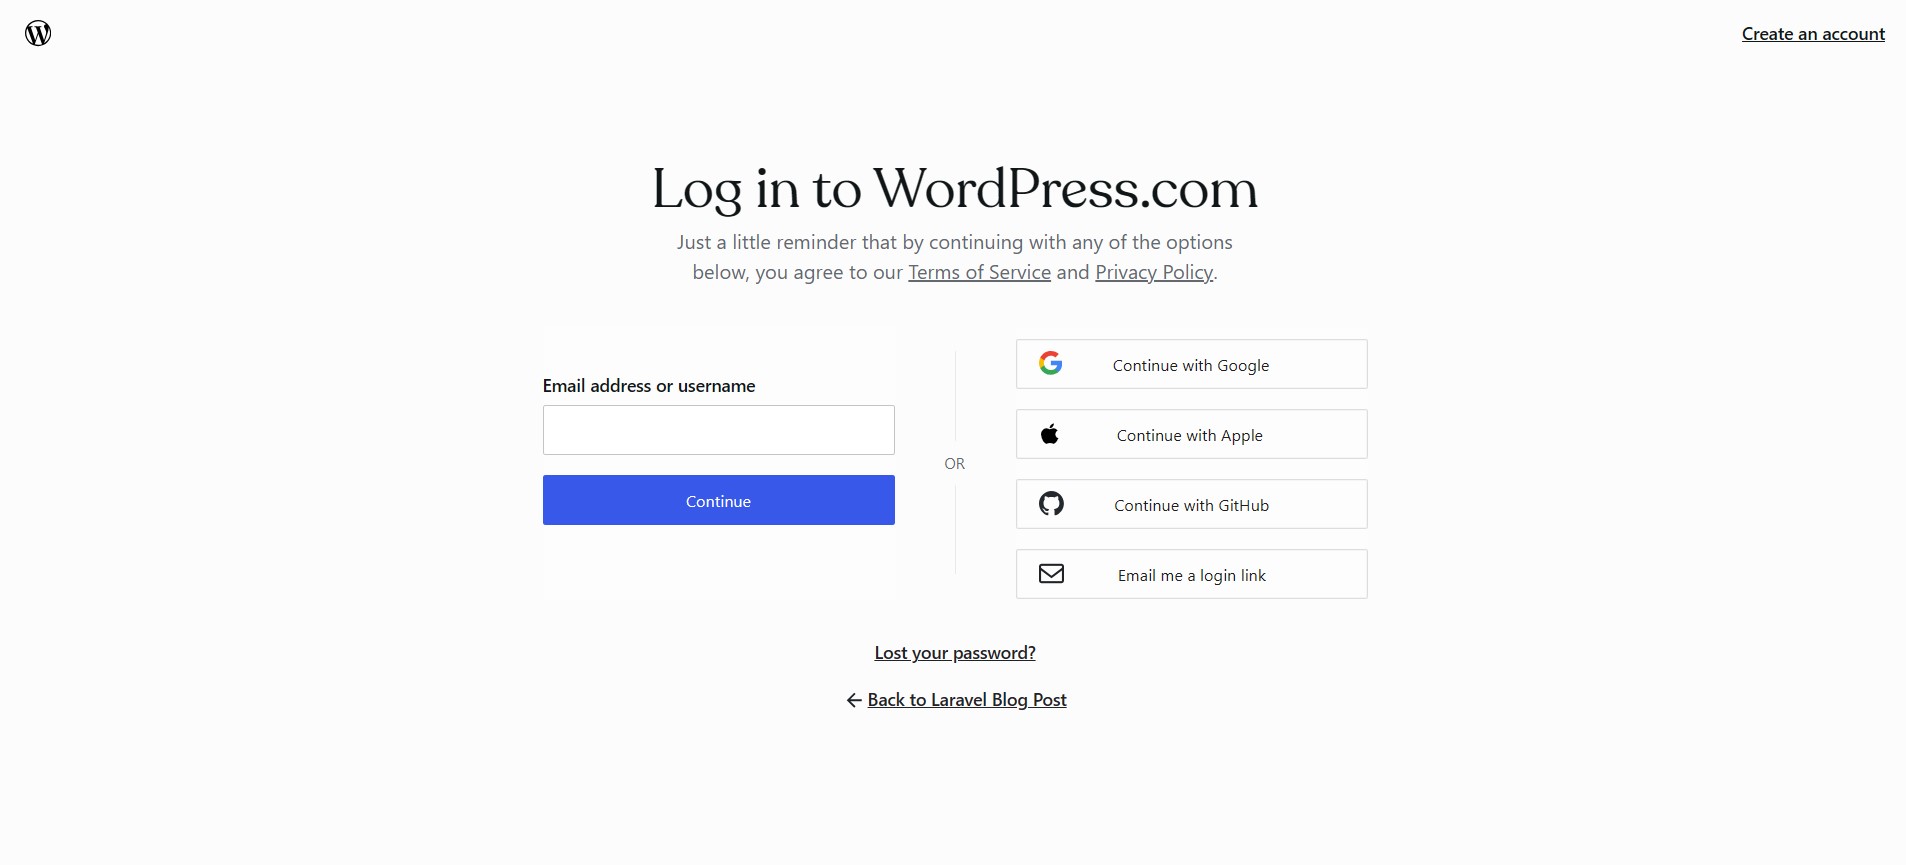 Create an account
Log in to WordPress.com
Just a little reminder that by continuing with any of the options
below, you agree to our Terms of Service and Privacy Policy.
Email address or username
Continue
OR
Continue with Google
Continue with Apple
Continue with GitHub
Email me a login link
Lost your password?
← Back to Laravel Blog Post